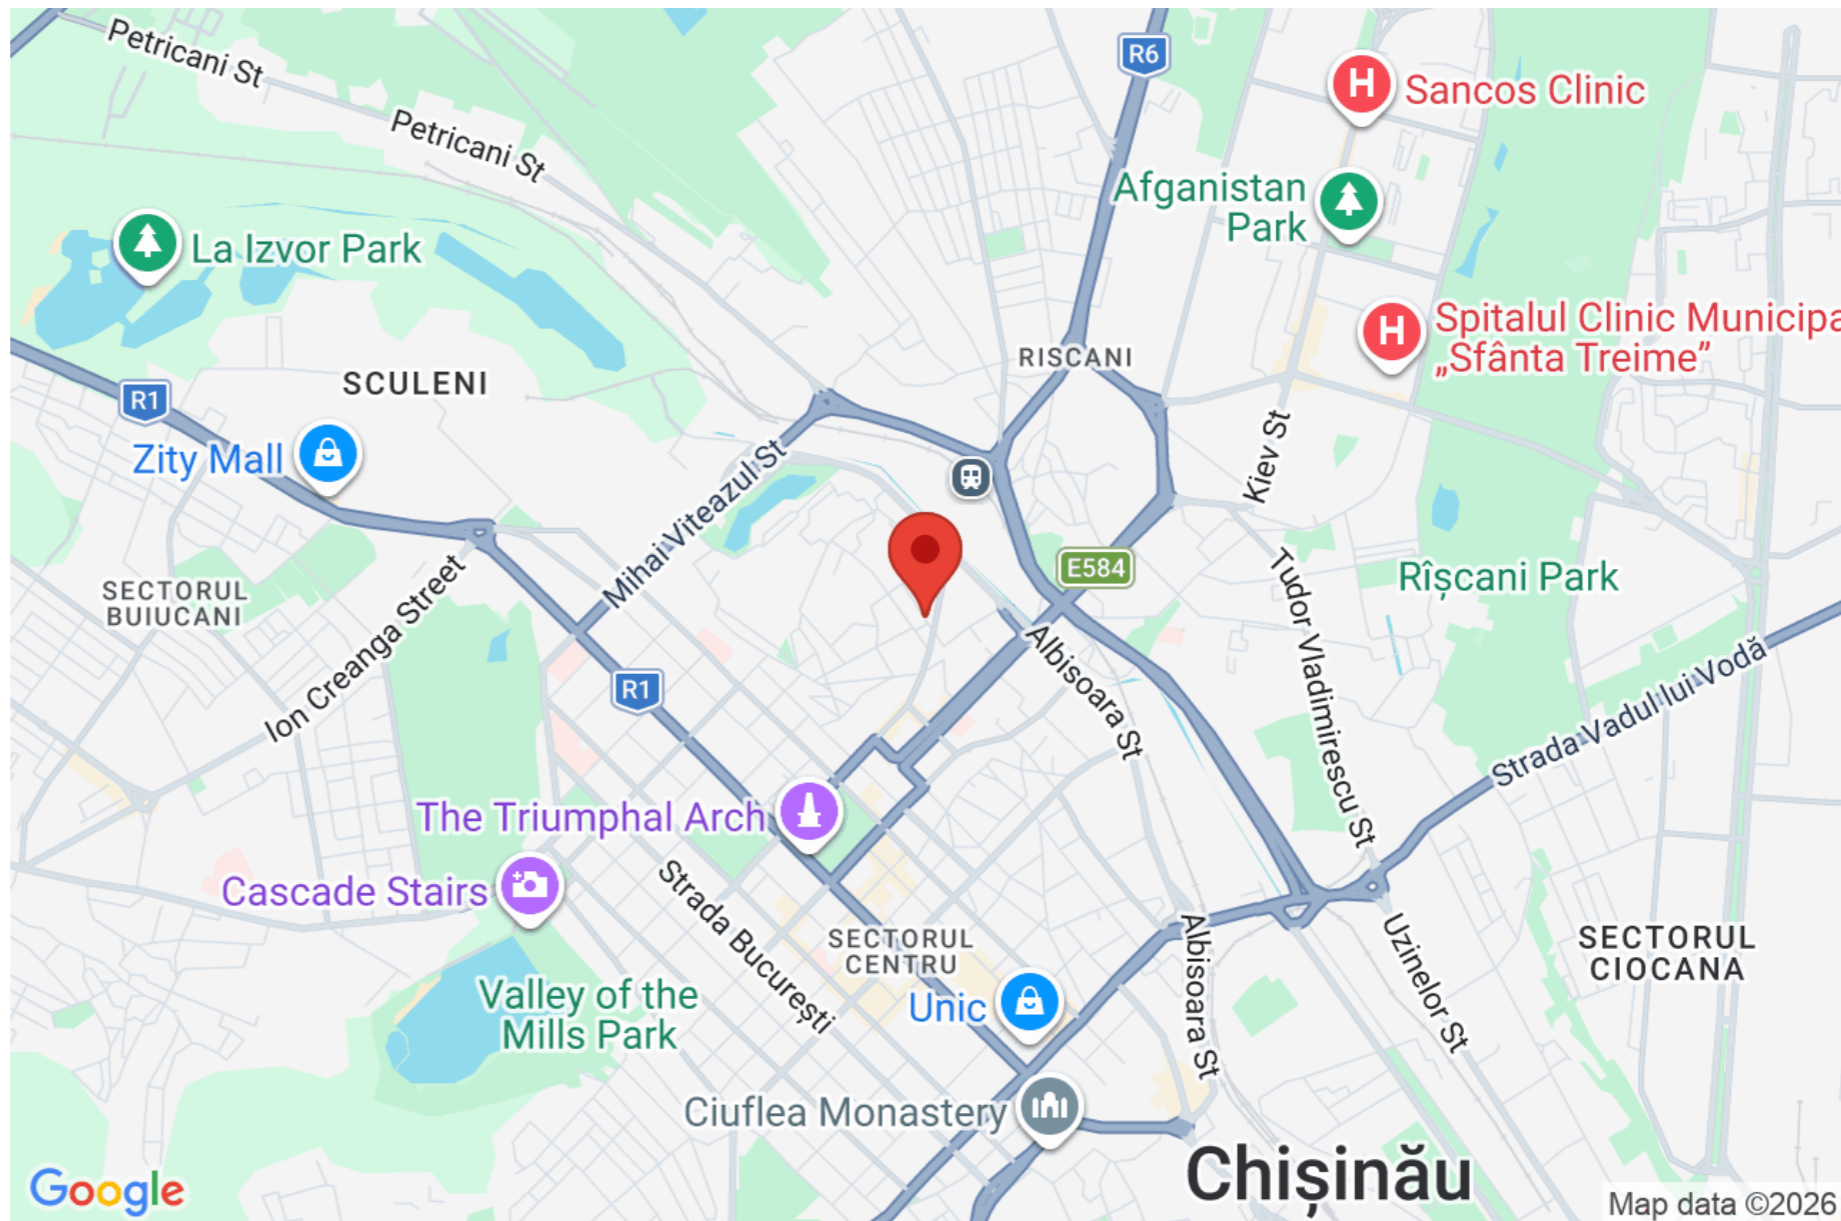 Petricani St
Petricani St
R6
H
Sancos Clinic
Afganistan
Park
La Izvor Park
H
Spitalul Clinic Municipa
„Sfânta Treime”
RISCANI
SCULENI
R1
Zity Mall
Mihai Viteazul St
Kiev St
E584
SECTORUL
BUIUCANI
Ion Creanga Street
Rîșcani Park
Tudor Vladimirescu St
Albisoara St
R1
Strada Vadul lui Vodă
The Triumphal Arch
Cascade Stairs
Strada București
SECTORUL
CENTRU
Albisoara St
Uzinelor St
SECTORUL
CIOCANA
Valley of the
Mills Park
Unic
Ciuflea Monastery
Chișinău
Google
Map data ©2026